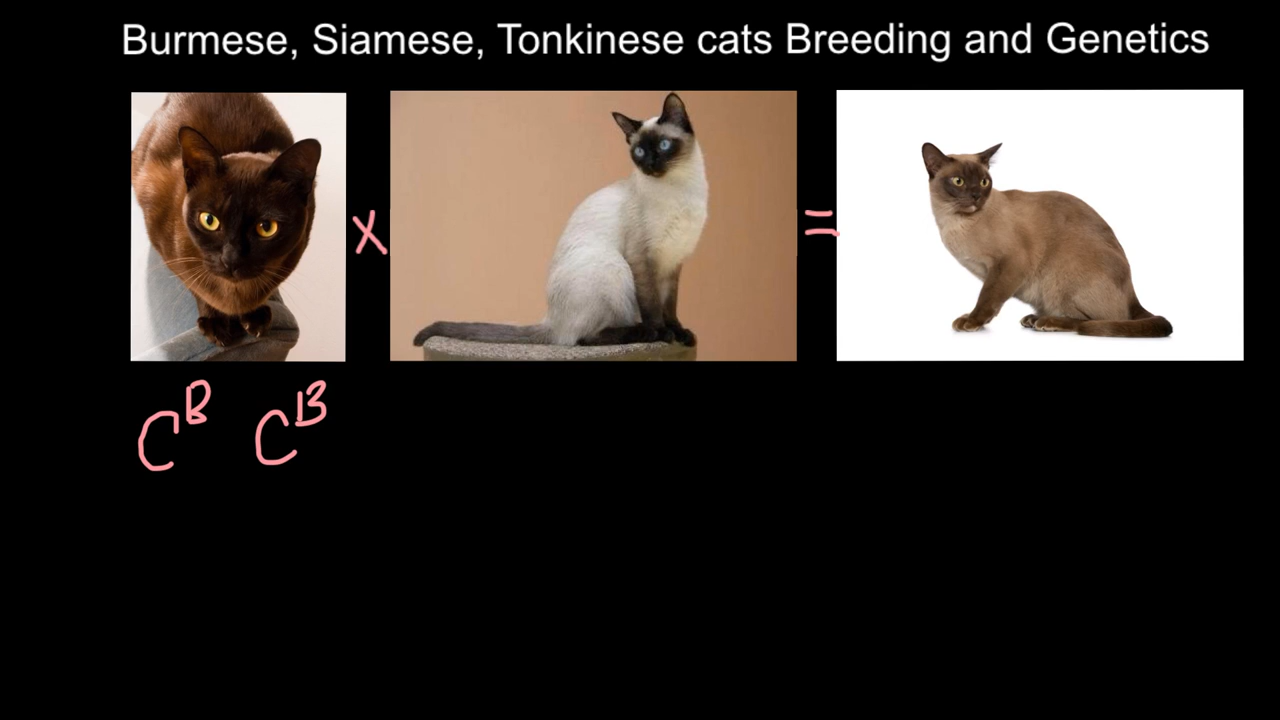 Burmese, Siamese, Tonkinese cats Breeding and Genetics
X =
C^B C^B